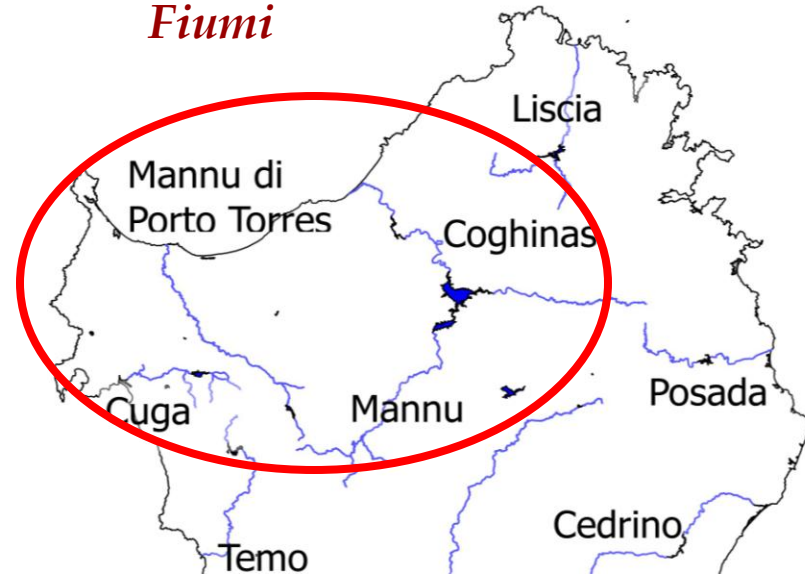 Fiumi
Liscia
Mannu di
Porto Torres
Coghinas
Cuga
Mannu
Posada
Cedrino
Temo